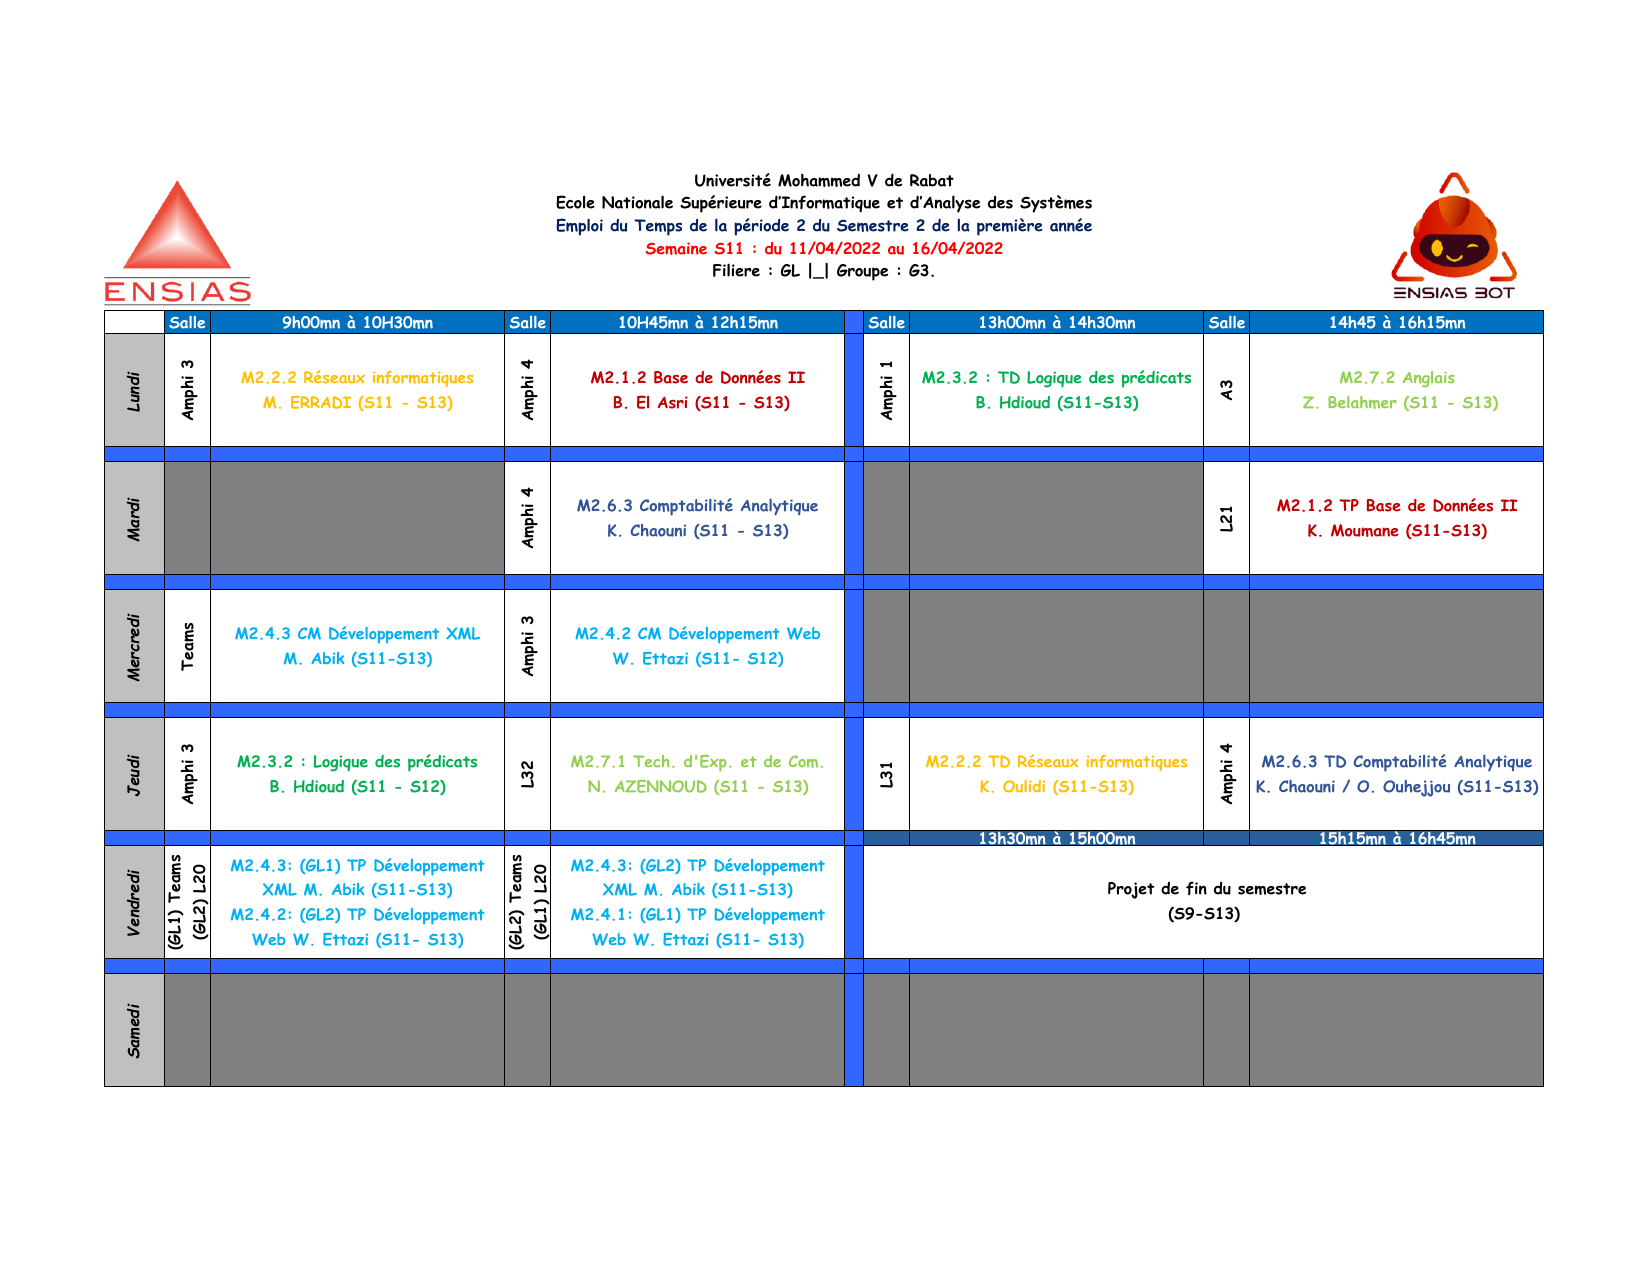 Université Mohammed V de Rabat
Ecole Nationale Supérieure d’Informatique et d’Analyse des Systèmes
Emploi du Temps de la période 2 du Semestre 2 de la première année
Semaine S11 : du 11/04/2022 au 16/04/2022
Filiere : GL |_| Groupe : G3.
ENSIAS
ENSIAS BOT
Salle 9h00mn à 10H30mn Salle 10H45mn à 12h15mn Salle 13h00mn à 14h30mn Salle 14h45 à 16h15mn
Lundi
Amphi 3
M2.2.2 Réseaux informatiques
M. ERRADI (S11 - S13)
Amphi 4
M2.1.2 Base de Données II
B. El Asri (S11 - S13)
Amphi 1
M2.3.2 : TD Logique des prédicats
B. Hdioud (S11-S13)
A3
M2.7.2 Anglais
Z. Belahmer (S11 - S13)
Mardi
Amphi 4
M2.6.3 Comptabilité Analytique
K. Chaouni (S11 - S13)
L21
M2.1.2 TP Base de Données II
K. Moumane (S11-S13)
Mercredi
Teams
M2.4.3 CM Développement XML
M. Abik (S11-S13)
Amphi 3
M2.4.2 CM Développement Web
W. Ettazi (S11- S12)
Jeudi
Amphi 3
M2.3.2 : Logique des prédicats
B. Hdioud (S11 - S12)
L32
M2.7.1 Tech. d'Exp. et de Com.
N. AZENNOUD (S11 - S13)
L31
M2.2.2 TD Réseaux informatiques
K. Oulidi (S11-S13)
Amphi 4
M2.6.3 TD Comptabilité Analytique
K. Chaouni / O. Ouhejjou (S11-S13)
13h30mn à 15h00mn 15h15mn à 16h45mn
Vendredi
(GL1) Teams
(GL2) L20
M2.4.3: (GL1) TP Développement
XML M. Abik (S11-S13)
M2.4.2: (GL2) TP Développement
Web W. Ettazi (S11- S13)
(GL2) Teams
(GL1) L20
M2.4.3: (GL2) TP Développement
XML M. Abik (S11-S13)
M2.4.1: (GL1) TP Développement
Web W. Ettazi (S11- S13)
Projet de fin du semestre
(S9-S13)
Samedi